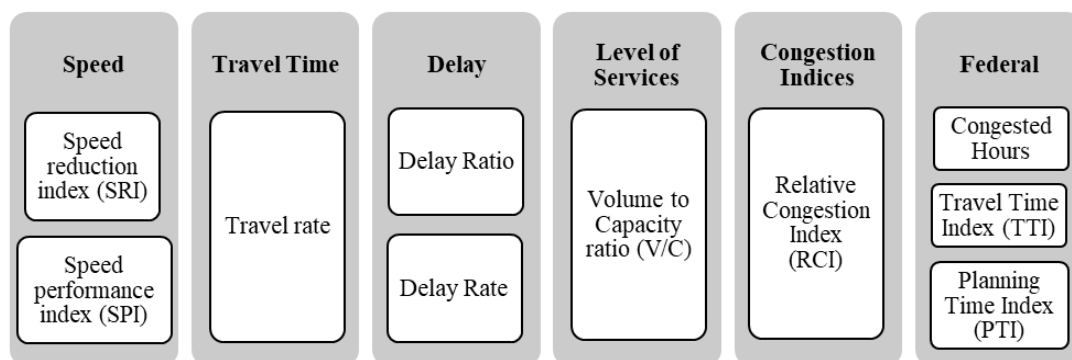 Speed
Speed
reduction
index (SRI)
Speed
performance
index (SPI)
Travel Time
Travel rate
Delay
Delay Ratio
Delay Rate
Level of
Services
Volume to
Capacity
ratio (V/C)
Congestion
Indices
Relative
Congestion
Index
(RCI)
Federal
Congested
Hours
Travel Time
Index (TTI)
Planning
Time Index
(PTI)